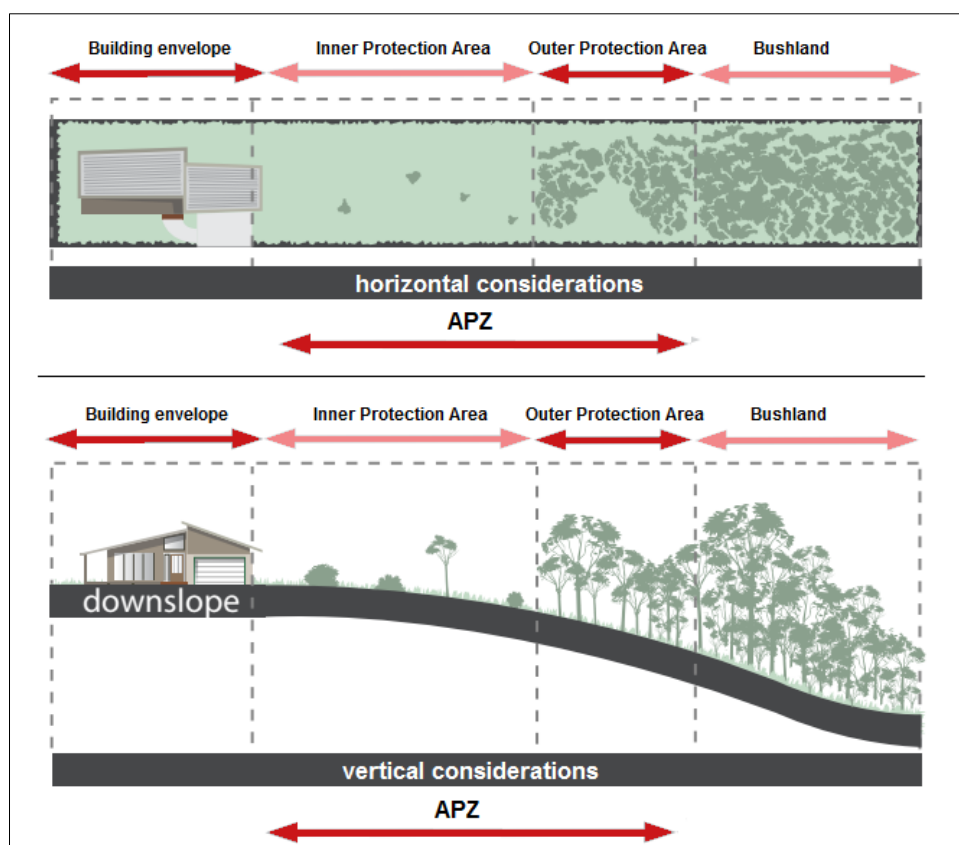 Building envelope Inner Protection Area Outer Protection Area Bushland
horizontal considerations
APZ
Building envelope Inner Protection Area Outer Protection Area Bushland
downslope
vertical considerations
APZ